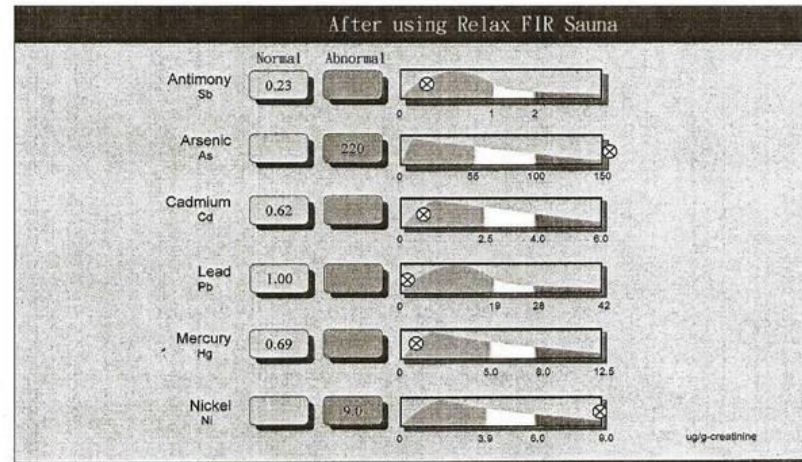 After using Relax FIR Sauna
Normal Abnormal
Antimony
Sb
0.23
0 1 2
Arsenic
As
220
0 55 100 150
Cadmium
Cd
0.62
0 2.5 4.0 6.0
Lead
Pb
1.00
0 19 28 42
Mercury
Hg
0.69
0 5.0 8.0 12.5
Nickel
Ni
9.0
0 3.9 6.0 9.0
ug/g-creatinine